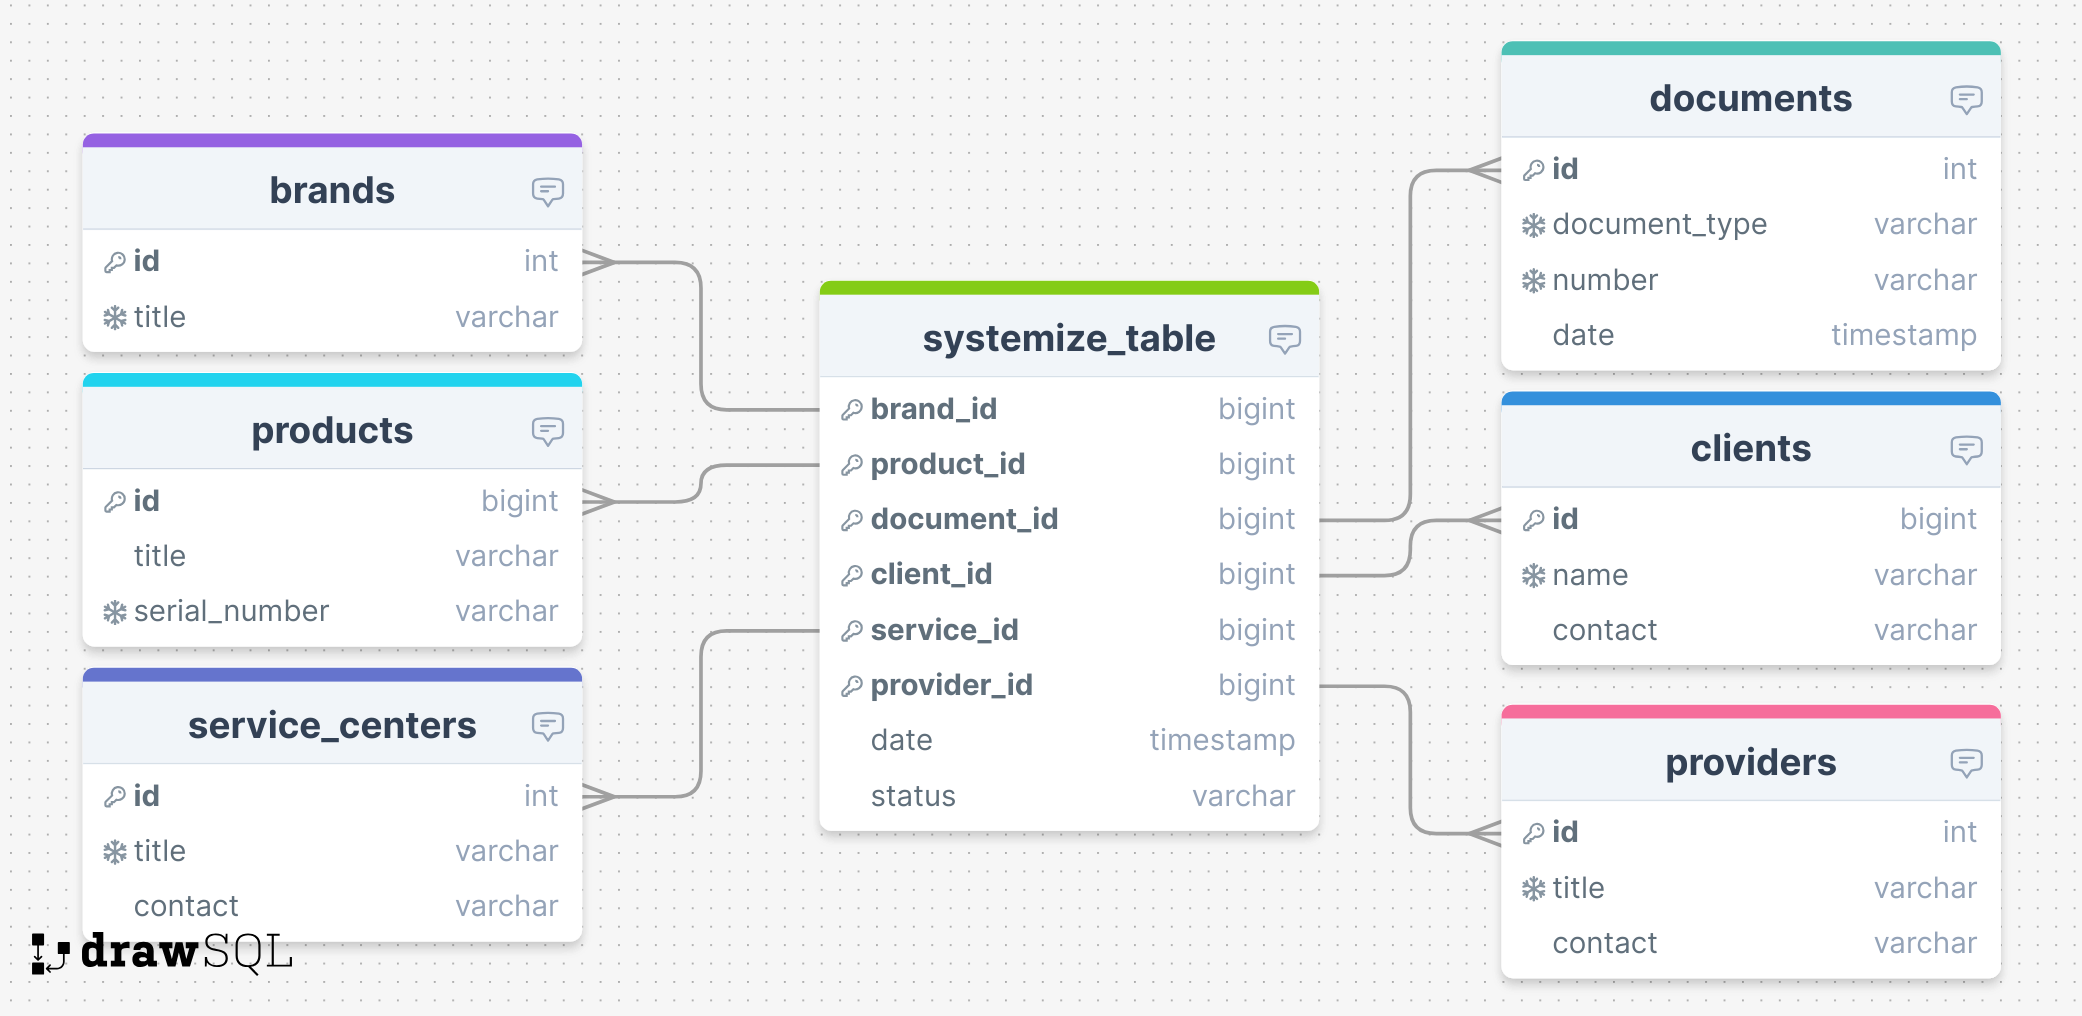 brands
id int
title varchar
products
id bigint
title varchar
serial_number varchar
service_centers
id int
title varchar
contact varchar
systemize_table
brand_id bigint
product_id bigint
document_id bigint
client_id bigint
service_id bigint
provider_id bigint
date timestamp
status varchar
documents
id int
document_type varchar
number varchar
date timestamp
clients
id bigint
name varchar
contact varchar
providers
id int
title varchar
contact varchar
drawSQL